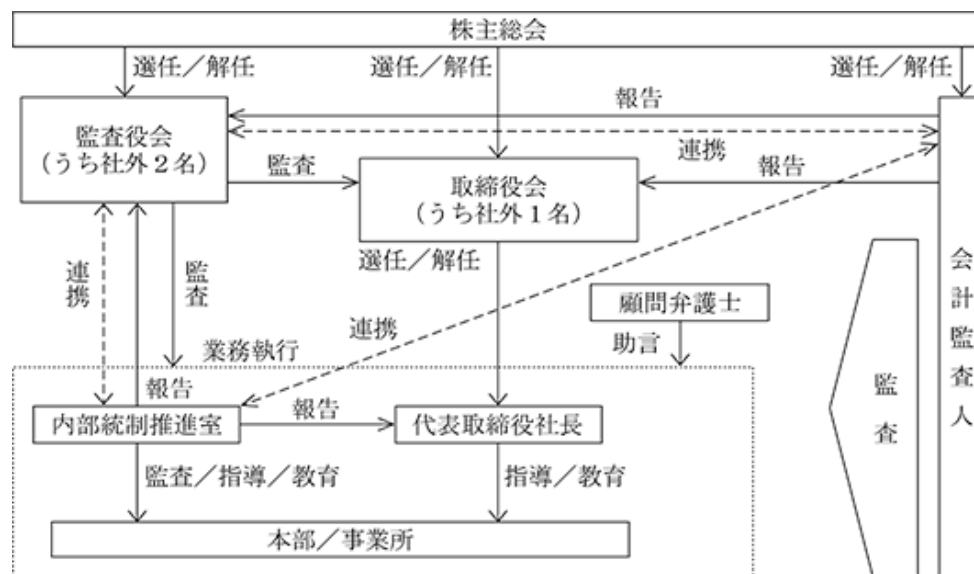 株主総会
選任／解任
選任／解任
選任／解任
報告
監査役会
（うち社外２名）
連携
監査
報告
取締役会
（うち社外１名）
選任／解任
連携
監査
会計監査人
顧問弁護士
連携
助言
業務執行
監査
報告
内部統制推進室
報告
代表取締役社長
監査／指導／教育
指導／教育
本部／事業所